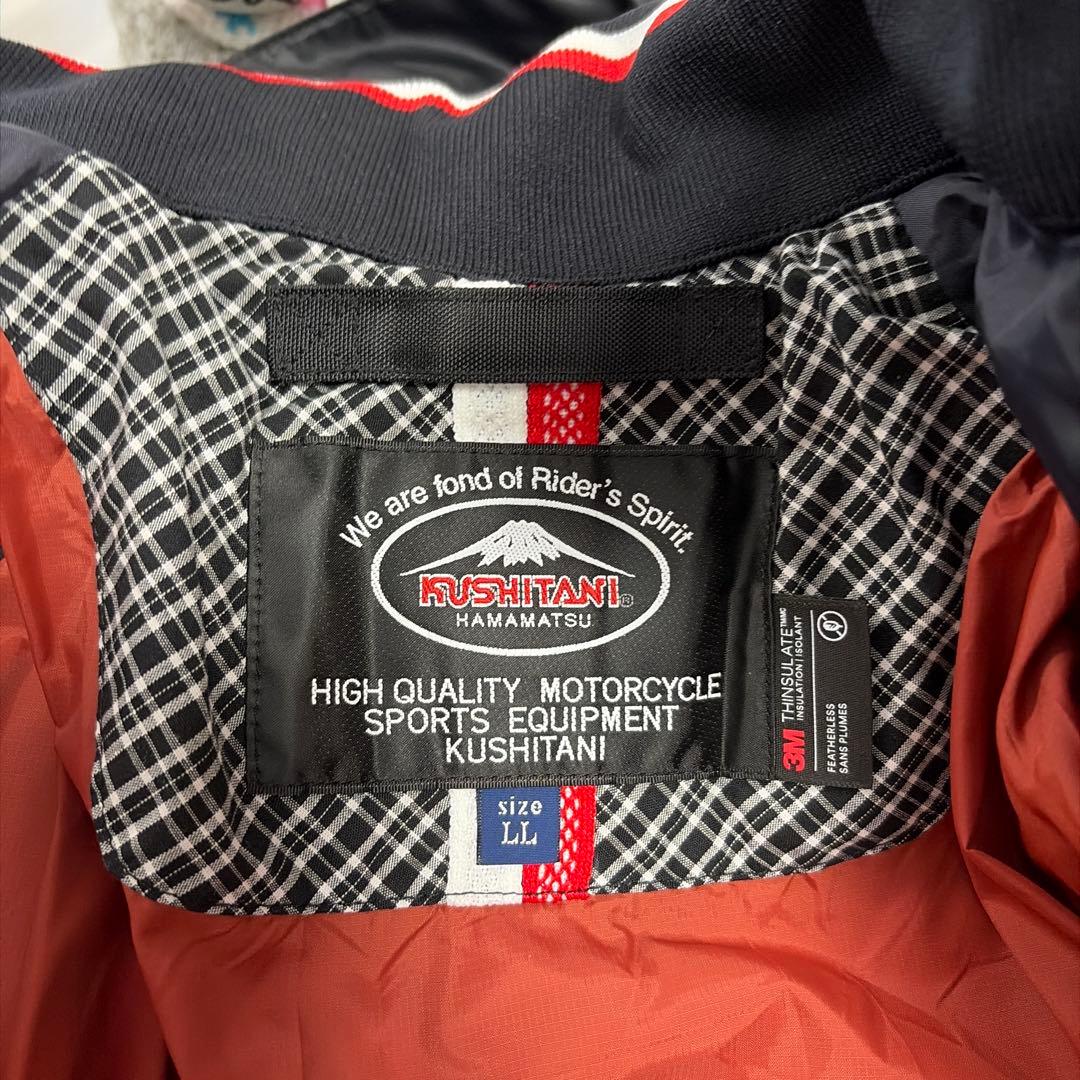 We are fond of Rider's Spirit.
KUSHITANI®
HAMAMATSU
HIGH QUALITY MOTORCYCLE
SPORTS EQUIPMENT
KUSHITANI
3M THINSULATE™MC
INSULATION | ISOLANT
FEATHERLESS
SANS PLUMES
size
LL